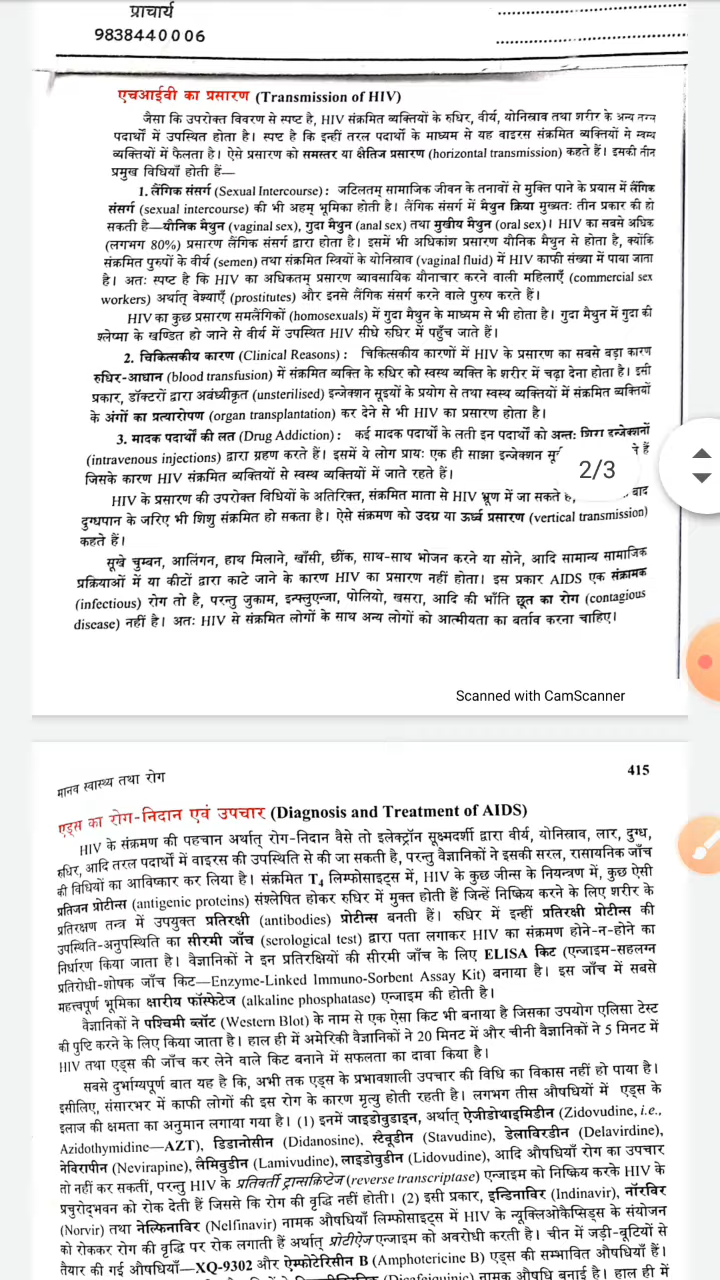 प्राचार्य
9838440006
एचआईवी का प्रसारण (Transmission of HIV)
जैसा कि उपरोक्त विवरण से स्पष्ट है, HIV संक्रमित व्यक्तियों के रुधिर, वीर्य, योनिस्राव तथा शरीर के अन्य तरल
पदार्थों में उपस्थित होता है। स्पष्ट है कि इन्हीं तरल पदार्थों के माध्यम से यह वाइरस संक्रमित व्यक्तियों से स्वस्थ
व्यक्तियों में फैलता है। ऐसे प्रसारण को समस्तर या क्षैतिज प्रसारण (horizontal transmission) कहते हैं। इसकी तीन
प्रमुख विधियाँ होती हैं—
1. लैंगिक संसर्ग (Sexual Intercourse) : जटिलतम् सामाजिक जीवन के तनावों से मुक्ति पाने के प्रयास में लैंगिक
संसर्ग (sexual intercourse) की भी अहम् भूमिका होती है। लैंगिक संसर्ग में मैथुन क्रिया मुख्यतः तीन प्रकार की हो
सकती है—यौनिक मैथुन (vaginal sex), गुदा मैथुन (anal sex) तथा मुखीय मैथुन (oral sex)। HIV का सबसे अधिक
(लगभग 80%) प्रसारण लैंगिक संसर्ग द्वारा होता है। इसमें भी अधिकांश प्रसारण यौनिक मैथुन से होता है, क्योंकि
संक्रमित पुरुषों के वीर्य (semen) तथा संक्रमित स्त्रियों के योनिस्राव (vaginal fluid) में HIV काफी संख्या में पाया जाता
है। अतः स्पष्ट है कि HIV का अधिकतम् प्रसारण व्यावसायिक यौनाचार करने वाली महिलाएँ (commercial sex
workers) अर्थात् वेश्याएँ (prostitutes) और इनसे लैंगिक संसर्ग करने वाले पुरुष करते हैं।
HIV का कुछ प्रसारण समलैंगिकों (homosexuals) में गुदा मैथुन के माध्यम से भी होता है। गुदा मैथुन में गुदा की
श्लेष्मा के खण्डित हो जाने से वीर्य में उपस्थित HIV सीधे रुधिर में पहुँच जाते हैं।
2. चिकित्सकीय कारण (Clinical Reasons) : चिकित्सकीय कारणों में HIV के प्रसारण का सबसे बड़ा कारण
रुधिर-आधान (blood transfusion) में संक्रमित व्यक्ति के रुधिर को स्वस्थ व्यक्ति के शरीर में चढ़ा देना होता है। इसी
प्रकार, डॉक्टरों द्वारा अवंध्यीकृत (unsterilised) इन्जेक्शन सूइयों के प्रयोग से तथा स्वस्थ व्यक्तियों में संक्रमित व्यक्तियों
के अंगों का प्रत्यारोपण (organ transplantation) कर देने से भी HIV का प्रसारण होता है।
3. मादक पदार्थों की लत (Drug Addiction) : कई मादक पदार्थों के लती इन पदार्थों को अन्तः शिरा इन्जेक्शनों
(intravenous injections) द्वारा ग्रहण करते हैं। इसमें ये लोग प्रायः एक ही साझा इन्जेक्शन हैं
जिसके कारण HIV संक्रमित व्यक्तियों से स्वस्थ व्यक्तियों में जाते रहते हैं।
2/3
HIV के प्रसारण की उपरोक्त विधियों के अतिरिक्त, संक्रमित माता से HIV भ्रूण में जा सकते बाद
दुग्धपान के जरिए भी शिशु संक्रमित हो सकता है। ऐसे संक्रमण को उदग्र या ऊर्ध्व प्रसारण (vertical transmission)
कहते हैं।
सूखे चुम्बन, आलिंगन, हाथ मिलाने, खाँसी, छींक, साथ-साथ भोजन करने या सोने, आदि सामान्य सामाजिक
प्रक्रियाओं में या कीटों द्वारा काटे जाने के कारण HIV का प्रसारण नहीं होता। इस प्रकार AIDS एक संक्रामक
(infectious) रोग तो है, परन्तु जुकाम, इन्फ्लुएन्जा, पोलियो, खसरा, आदि की भाँति छूत का रोग (contagious
disease) नहीं है। अतः HIV से संक्रमित लोगों के साथ अन्य लोगों को आत्मीयता का बर्ताव करना चाहिए।
Scanned with CamScanner
मानव स्वास्थ्य तथा रोग
415
एड्स का रोग-निदान एवं उपचार (Diagnosis and Treatment of AIDS)
HIV के संक्रमण की पहचान अर्थात् रोग-निदान वैसे तो इलेक्ट्रॉन सूक्ष्मदर्शी द्वारा वीर्य, योनिस्राव, लार, दुग्ध,
रुधिर, आदि तरल पदार्थों में वाइरस की उपस्थिति से की जा सकती है, परन्तु वैज्ञानिकों ने इसकी सरल, रासायनिक जाँच
की विधियों का आविष्कार कर लिया है। संक्रमित T₄ लिम्फोसाइट्स में, HIV के कुछ जीन्स के नियन्त्रण में, कुछ ऐसी
प्रतिजन प्रोटीन्स (antigenic proteins) संश्लेषित होकर रुधिर में मुक्त होती हैं जिन्हें निष्क्रिय करने के लिए शरीर के
प्रतिरक्षण तन्त्र में उपयुक्त प्रतिरक्षी (antibodies) प्रोटीन्स बनती हैं। रुधिर में इन्हीं प्रतिरक्षी प्रोटीन्स की
उपस्थिति-अनुपस्थिति का सीरमी जाँच (serological test) द्वारा पता लगाकर HIV का संक्रमण होने-न-होने का
निर्धारण किया जाता है। वैज्ञानिकों ने इन प्रतिरक्षियों की सीरमी जाँच के लिए ELISA किट (एन्जाइम-सहलग्न
प्रतिरोधी-शोषक जाँच किट—Enzyme-Linked Immuno-Sorbent Assay Kit) बनाया है। इस जाँच में सबसे
महत्त्वपूर्ण भूमिका क्षारीय फॉस्फेटेज (alkaline phosphatase) एन्जाइम की होती है।
वैज्ञानिकों ने पश्चिमी ब्लॉट (Western Blot) के नाम से एक ऐसा किट भी बनाया है जिसका उपयोग एलिसा टेस्ट
की पुष्टि करने के लिए किया जाता है। हाल ही में अमेरिकी वैज्ञानिकों ने 20 मिनट में और चीनी वैज्ञानिकों ने 5 मिनट में
HIV तथा एड्स की जाँच कर लेने वाले किट बनाने में सफलता का दावा किया है।
सबसे दुर्भाग्यपूर्ण बात यह है कि, अभी तक एड्स के प्रभावशाली उपचार की विधि का विकास नहीं हो पाया है।
इसीलिए, संसारभर में काफी लोगों की इस रोग के कारण मृत्यु होती रहती है। लगभग तीस औषधियों में एड्स के
इलाज की क्षमता का अनुमान लगाया गया है। (1) इनमें जाइडोवुडाइन, अर्थात् ऐजीडोथाइमिडीन (Zidovudine, i.e.,
Azidothymidine—AZT), डिडानोसीन (Didanosine), स्टैवूडीन (Stavudine), डेलाविरडीन (Delavirdine),
नेविरापीन (Nevirapine), लैमिवुडीन (Lamivudine), लाइडोवुडीन (Lidovudine), आदि औषधियाँ रोग का उपचार
तो नहीं कर सकतीं, परन्तु HIV के प्रतिवर्ती ट्रान्सक्रिप्टेज (reverse transcriptase) एन्जाइम को निष्क्रिय करके HIV के
प्रचुरोद्भवन को रोक देती हैं जिससे कि रोग की वृद्धि नहीं होती। (2) इसी प्रकार, इन्डिनाविर (Indinavir), नॉरविर
(Norvir) तथा नेल्फिनाविर (Nelfinavir) नामक औषधियाँ लिम्फोसाइट्स में HIV के न्यूक्लिओकैप्सिड्स के संयोजन
को रोककर रोग की वृद्धि पर रोक लगाती हैं अर्थात् प्रोटीऐज एन्जाइम को अवरोधी करती है। चीन में जड़ी-बूटियों से
तैयार की गई औषधियाँ—XQ-9302 और ऐम्फोटेरिसीन B (Amphotericine B) एड्स की सम्भावित औषधियाँ हैं।
नामक औषधि बनाई है। हाल ही में